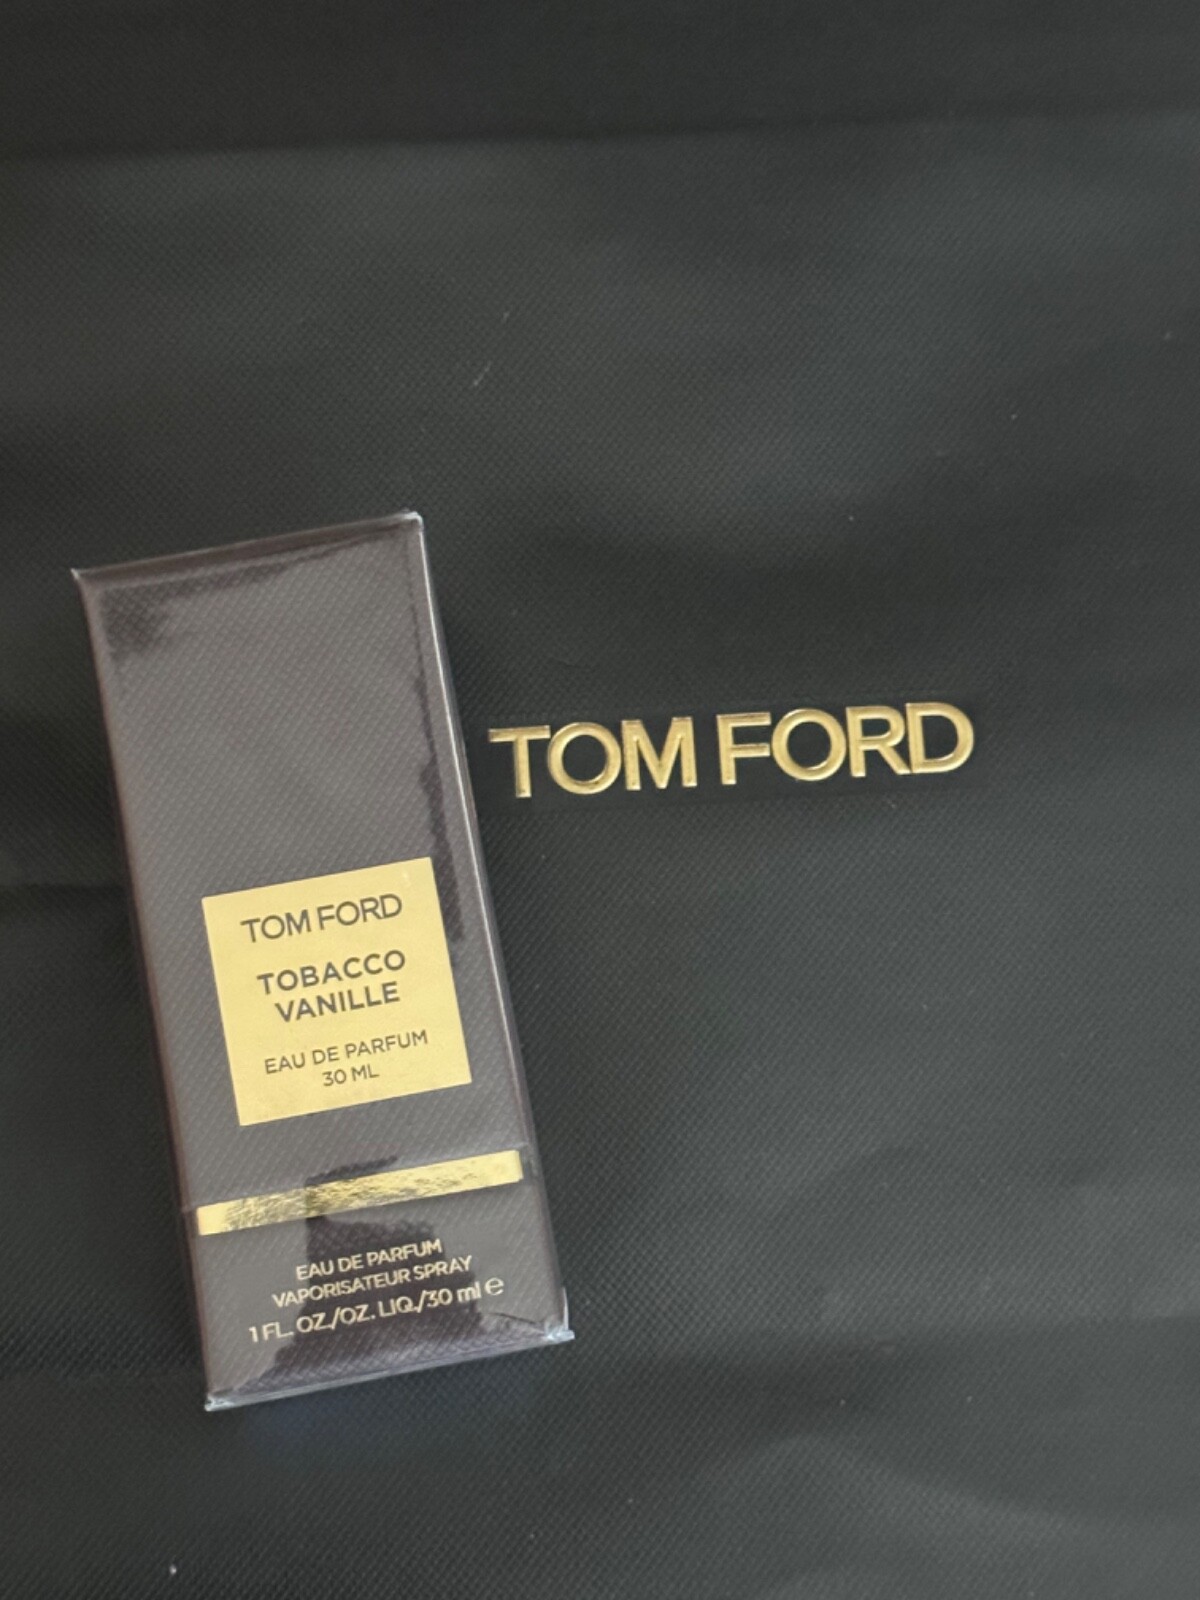 TOM FORD
TOM FORD
TOBACCO
VANILLE
EAU DE PARFUM
30 ML
EAU DE PARFUM
VAPORISATEUR SPRAY
1 FL. OZ./OZ. LIQ./30 ml ℮